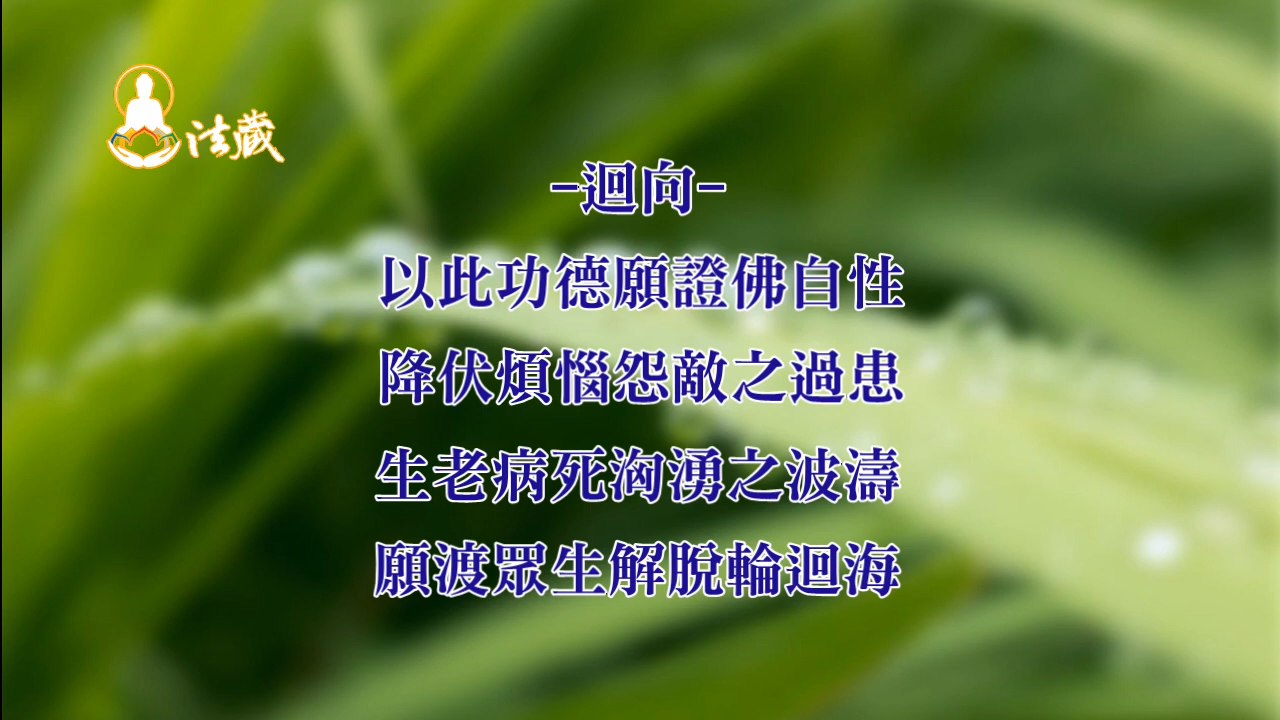 法藏
-迴向-
以此功德願證佛自性
降伏煩惱怨敵之過患
生老病死洶湧之波濤
願渡眾生解脫輪迴海